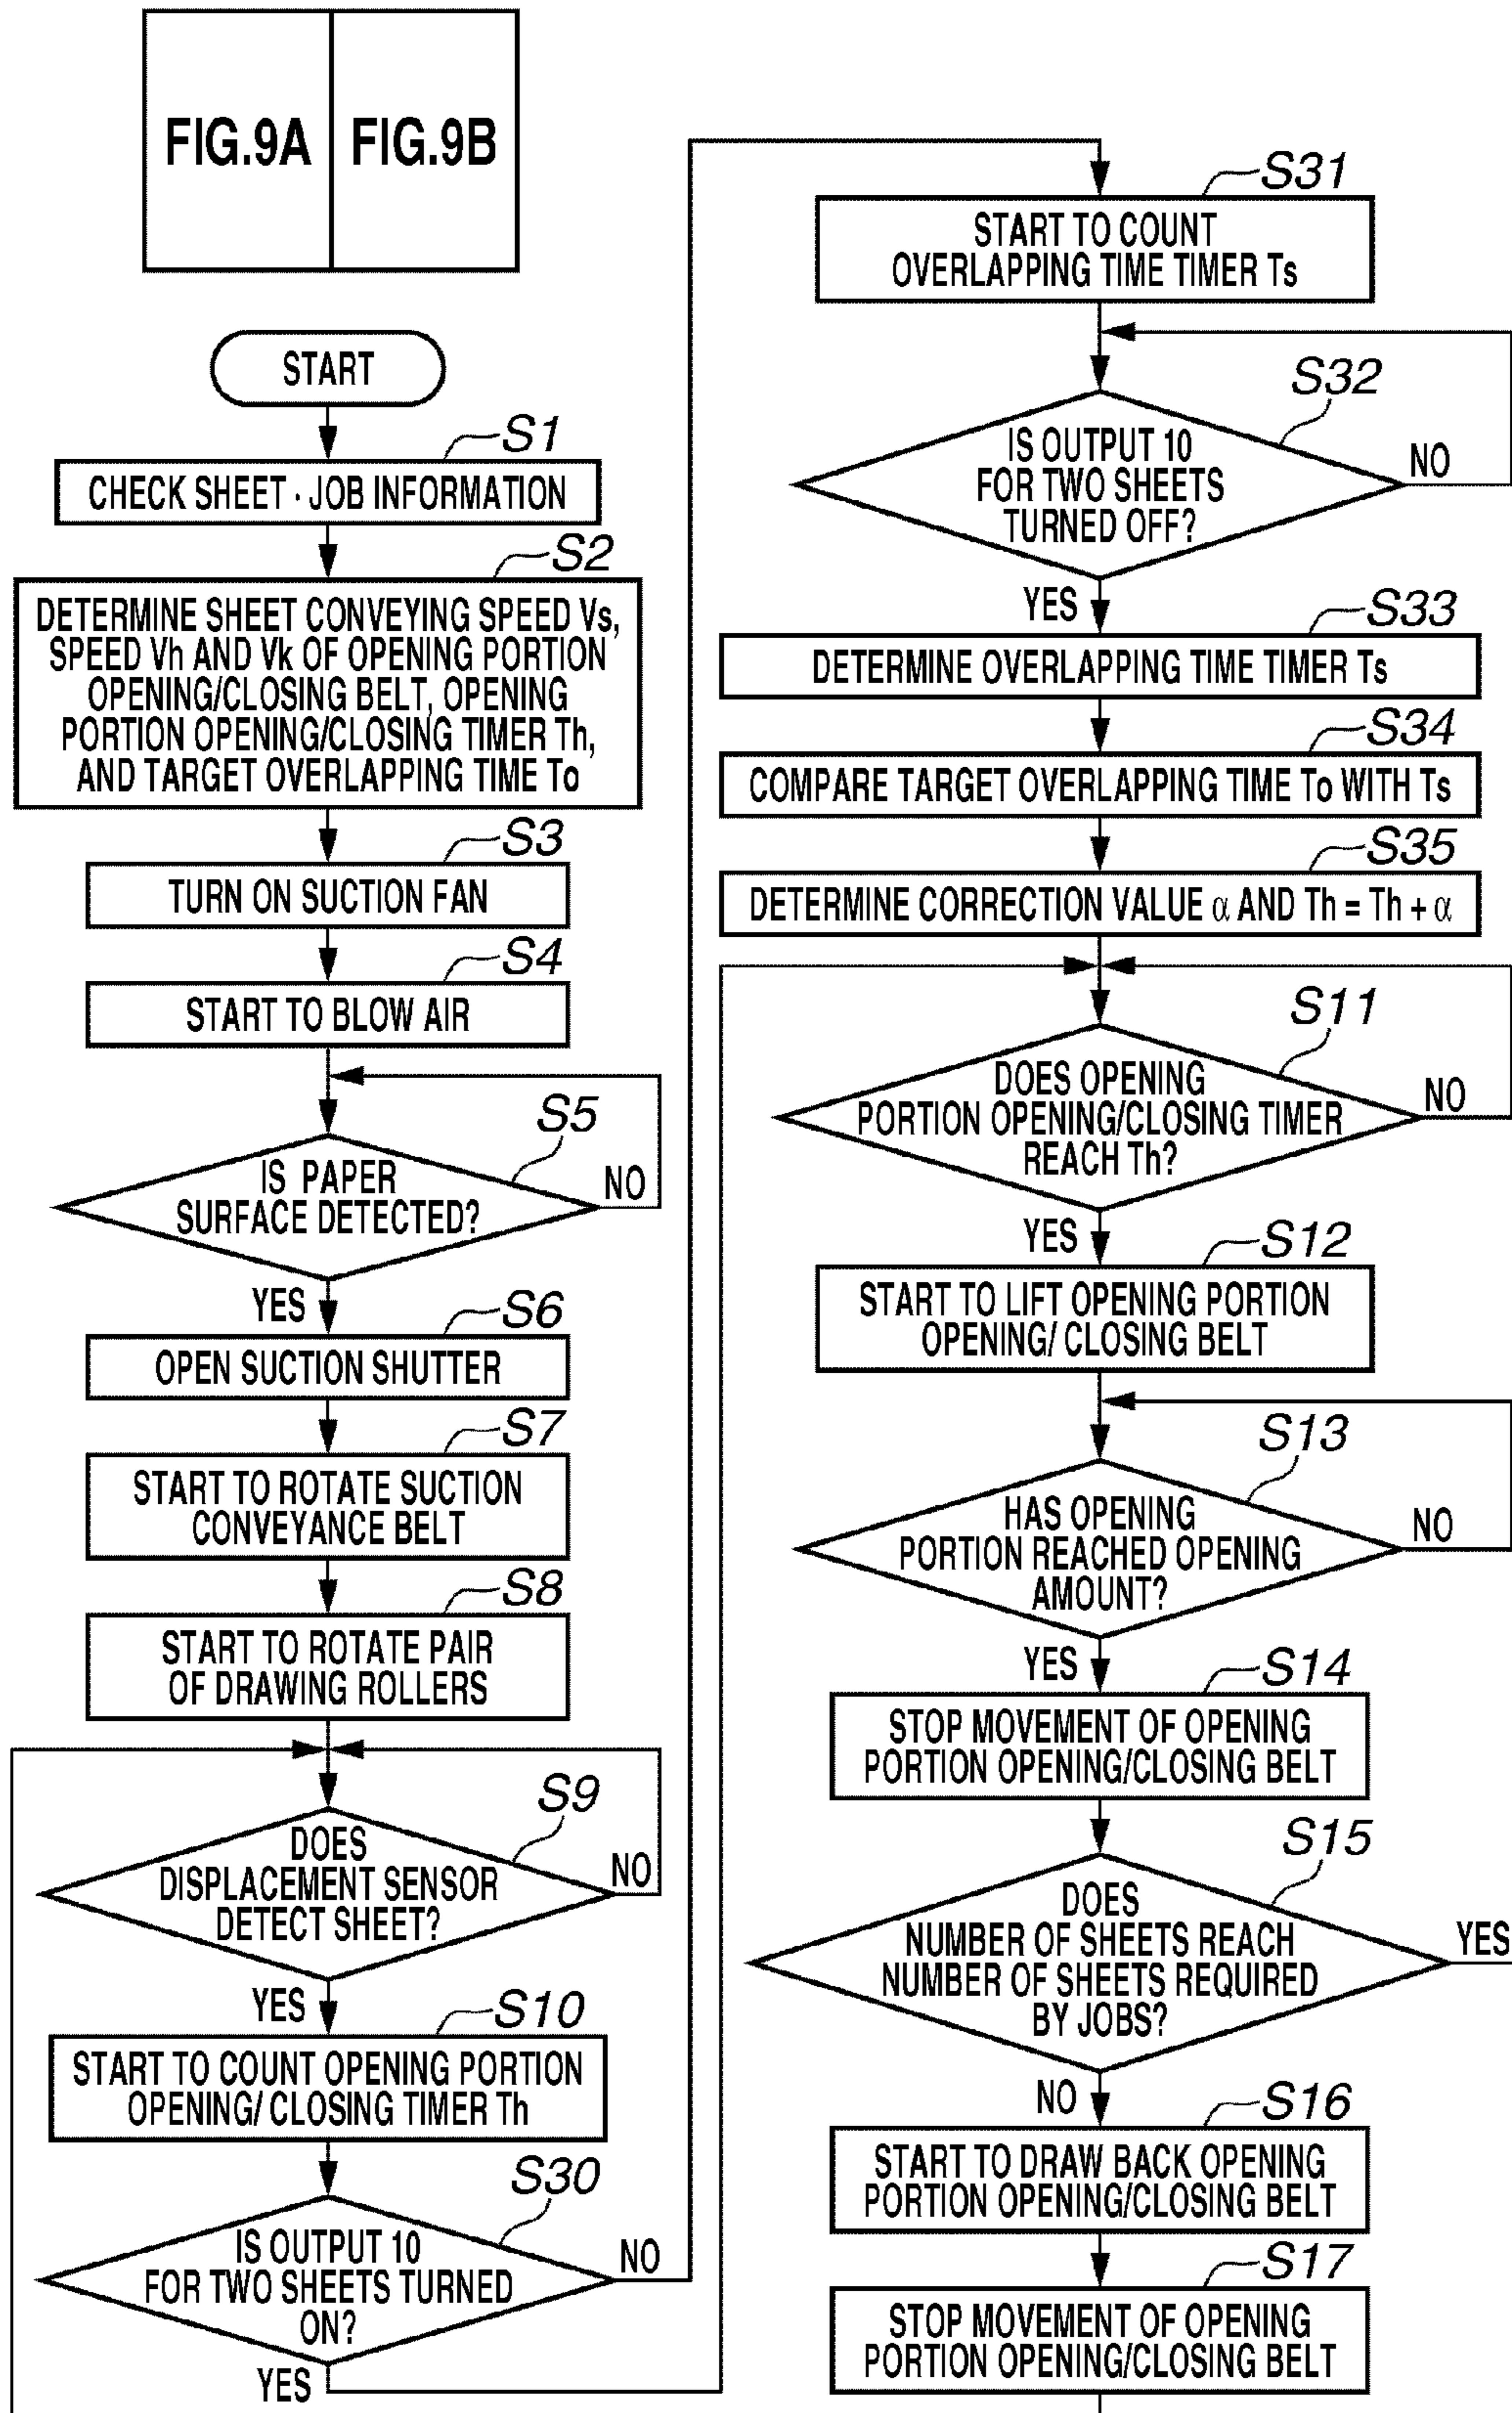 FIG.9A
FIG.9B
START
S1
CHECK SHEET · JOB INFORMATION
S2
DETERMINE SHEET CONVEYING SPEED Vs,
SPEED Vh AND Vk OF OPENING PORTION
OPENING/CLOSING BELT, OPENING
PORTION OPENING/CLOSING TIMER Th,
AND TARGET OVERLAPPING TIME To
S3
TURN ON SUCTION FAN
S4
START TO BLOW AIR
S5
IS PAPER
SURFACE DETECTED?
NO
YES
S6
OPEN SUCTION SHUTTER
S7
START TO ROTATE SUCTION
CONVEYANCE BELT
S8
START TO ROTATE PAIR
OF DRAWING ROLLERS
S9
DOES
DISPLACEMENT SENSOR
DETECT SHEET?
NO
YES
S10
START TO COUNT OPENING PORTION
OPENING/ CLOSING TIMER Th
S30
IS OUTPUT 10
FOR TWO SHEETS TURNED
ON?
NO
YES
S31
START TO COUNT
OVERLAPPING TIME TIMER Ts
S32
IS OUTPUT 10
FOR TWO SHEETS
TURNED OFF?
NO
YES
S33
DETERMINE OVERLAPPING TIME TIMER Ts
S34
COMPARE TARGET OVERLAPPING TIME To WITH Ts
S35
DETERMINE CORRECTION VALUE α AND Th = Th + α
S11
DOES OPENING
PORTION OPENING/CLOSING TIMER
REACH Th?
NO
YES
S12
START TO LIFT OPENING PORTION
OPENING/ CLOSING BELT
S13
HAS OPENING
PORTION REACHED OPENING
AMOUNT?
NO
YES
S14
STOP MOVEMENT OF OPENING
PORTION OPENING/CLOSING BELT
S15
DOES
NUMBER OF SHEETS REACH
NUMBER OF SHEETS REQUIRED
BY JOBS?
YES
NO
S16
START TO DRAW BACK OPENING
PORTION OPENING/CLOSING BELT
S17
STOP MOVEMENT OF OPENING
PORTION OPENING/CLOSING BELT